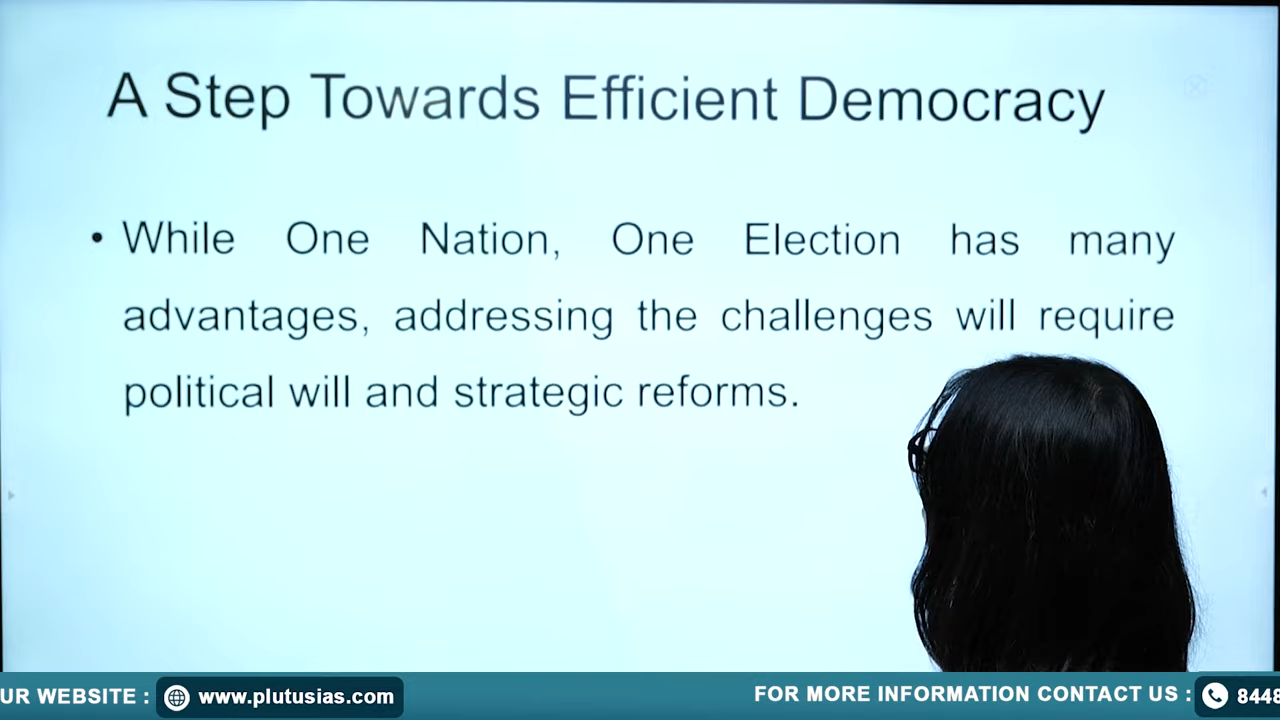 A Step Towards Efficient Democracy
• While One Nation, One Election has many
advantages, addressing the challenges will require
political will and strategic reforms.
UR WEBSITE : www.plutusias.com FOR MORE INFORMATION CONTACT US : 8448